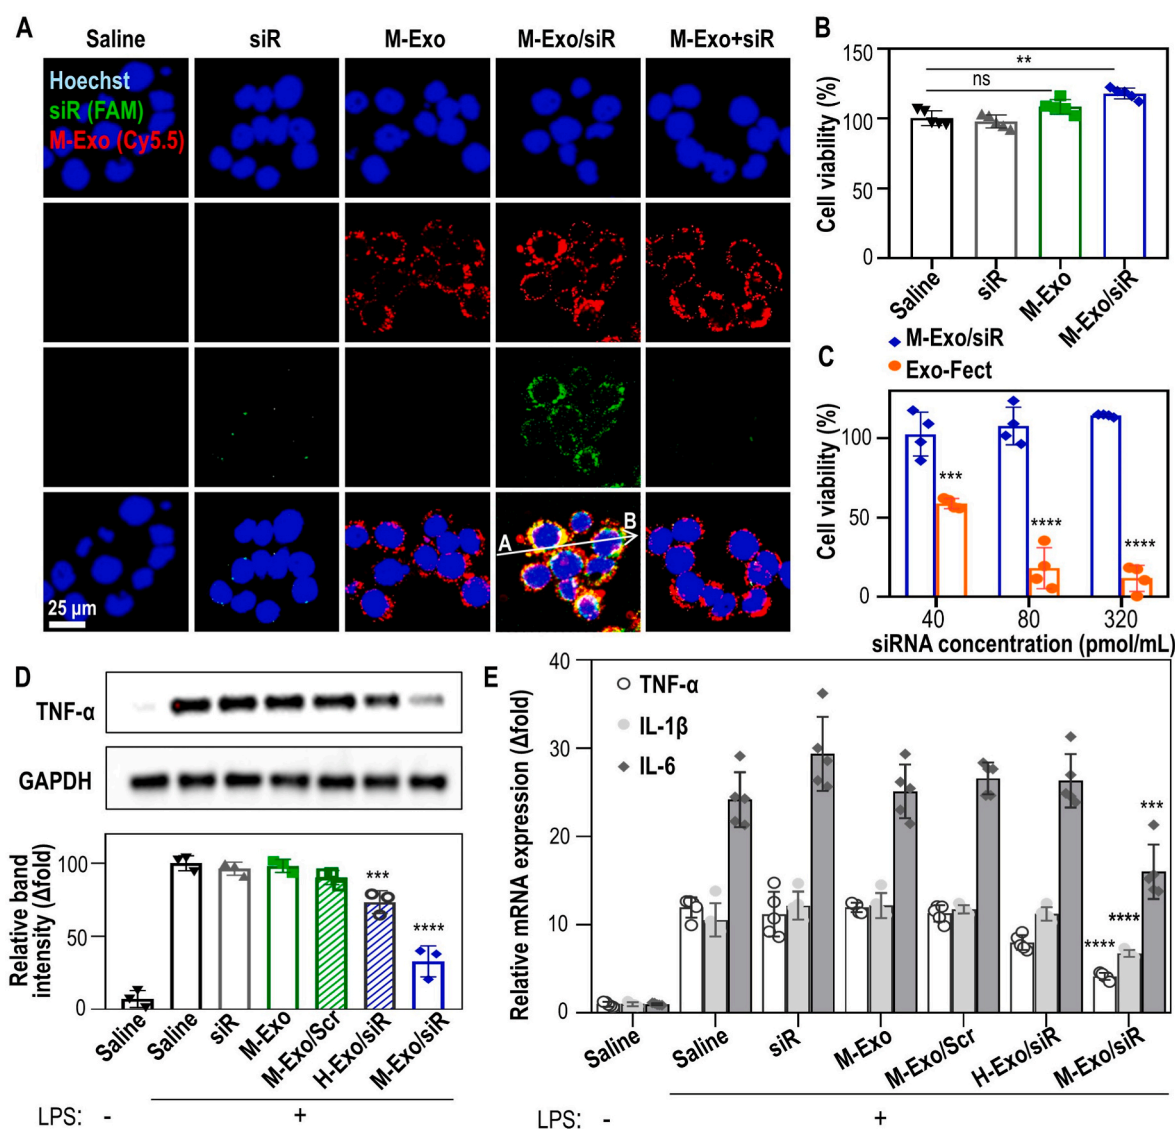 A
Saline
siR
M-Exo
M-Exo/siR
M-Exo+siR
Hoechst
siR (FAM)
M-Exo (Cy5.5)
A
B
25 µm
B
Cell viability (%)
150
100
50
0
ns
**
Saline
siR
M-Exo
M-Exo/siR
C
M-Exo/siR
Exo-Fect
Cell viability (%)
100
50
0
***
****
****
40
80
320
siRNA concentration (pmol/mL)
D
TNF-α
GAPDH
Relative band
intensity (Δfold)
100
50
0
***
****
Saline
Saline
siR
M-Exo
M-Exo/Scr
H-Exo/siR
M-Exo/siR
LPS:
-
+
E
Relative mRNA expression (Δfold)
40
30
20
10
0
TNF-α
IL-1β
IL-6
****
****
***
Saline
Saline
siR
M-Exo
M-Exo/Scr
H-Exo/siR
M-Exo/siR
LPS:
-
+